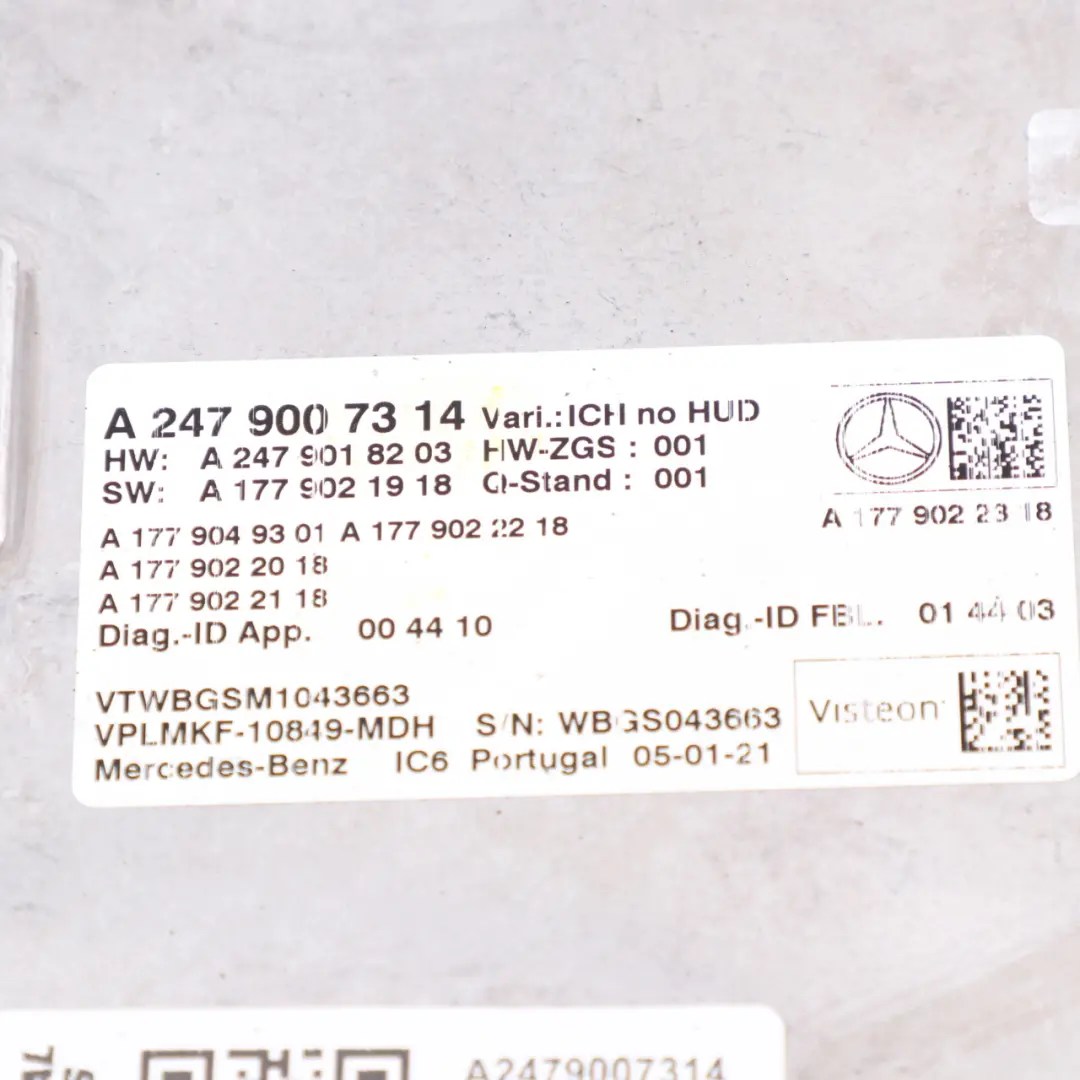 A 247 900 73 14 Vari.:ICH no HUD
HW: A 247 901 82 03 HW-ZGS : 001
SW: A 177 902 19 18 Q-Stand : 001
A 177 904 93 01 A 177 902 22 18
A 177 902 20 18
A 177 902 21 18
A 177 902 23 18
Diag.-ID App. 00 44 10 Diag.-ID FBL. 01 44 03
VTWBGSM1043663
VPLMKF-10849-MDH S/N: WBGS043663
Mercedes-Benz IC6 Portugal 05-01-21
Visteon
A2479007314